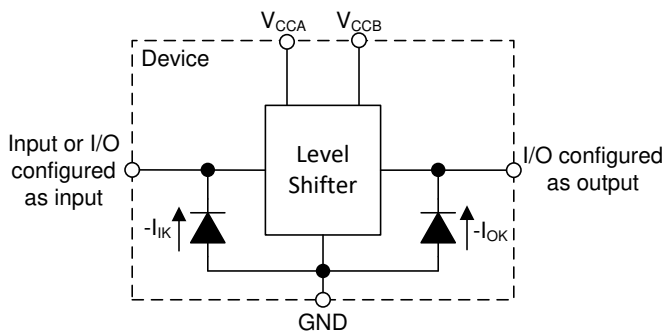 VCCA VCCB
Device
Input or I/O
configured
as input
Level
Shifter
I/O configured
as output
-IIK
-IOK
GND